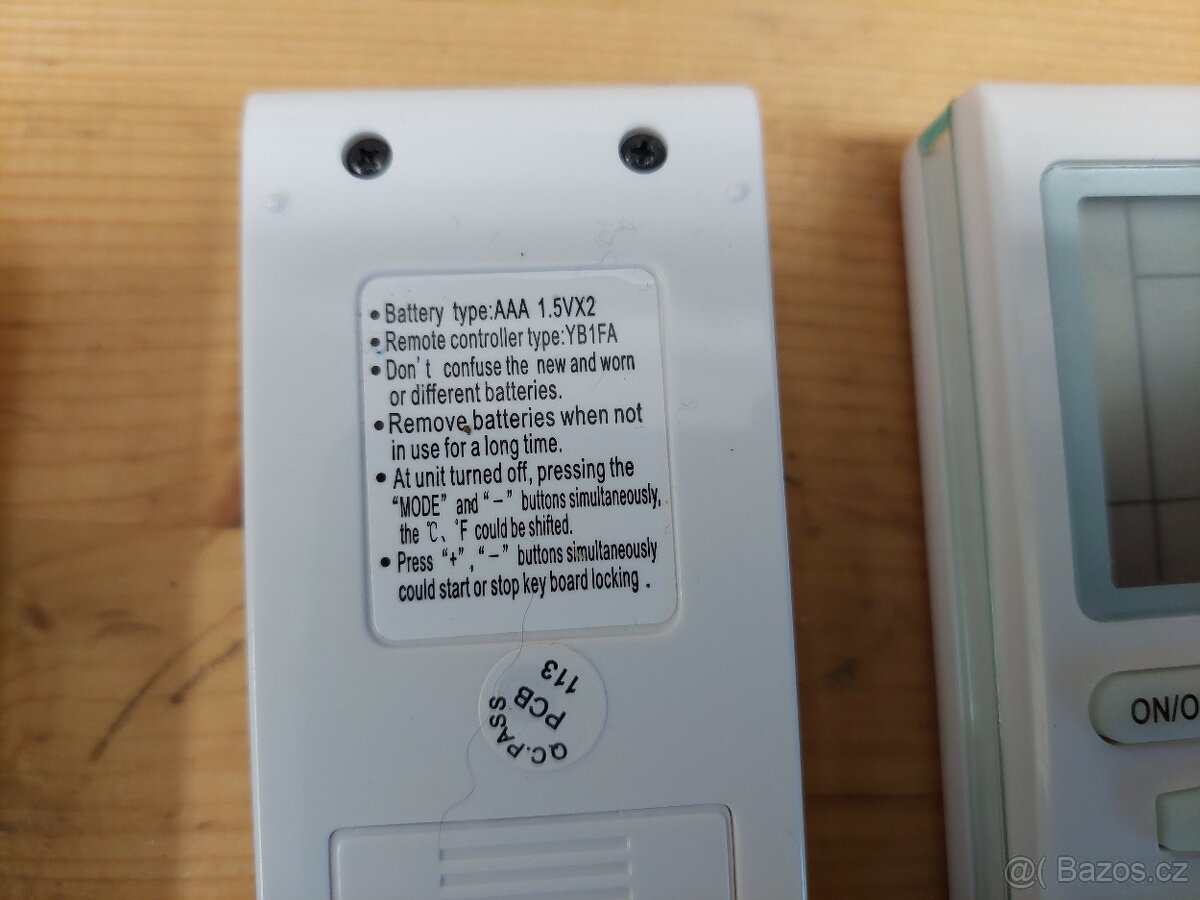 • Battery type:AAA 1.5VX2
• Remote controller type:YB1FA
• Don't confuse the new and worn
or different batteries.
• Remove batteries when not
in use for a long time.
• At unit turned off, pressing the
“MODE” and “－” buttons simultaneously,
the ℃、℉ could be shifted.
• Press “+”,“－” buttons simultaneously
could start or stop key board locking .
Q.C.PASS
PCB
113
ON/O
@( Bazos.cz